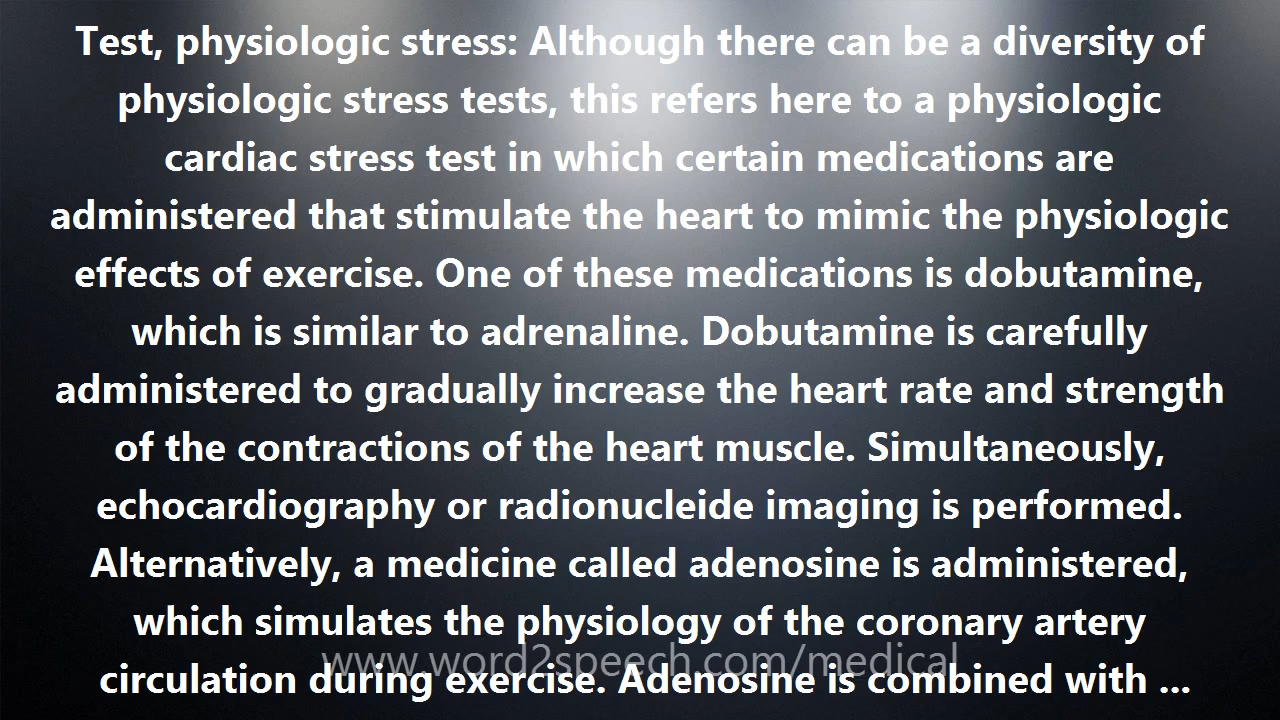 Test, physiologic stress: Although there can be a diversity of
physiologic stress tests, this refers here to a physiologic
cardiac stress test in which certain medications are
administered that stimulate the heart to mimic the physiologic
effects of exercise. One of these medications is dobutamine,
which is similar to adrenaline. Dobutamine is carefully
administered to gradually increase the heart rate and strength
of the contractions of the heart muscle. Simultaneously,
echocardiography or radionucleide imaging is performed.
Alternatively, a medicine called adenosine is administered,
which simulates the physiology of the coronary artery
www.word2speech.com/medical
circulation during exercise. Adenosine is combined with ...